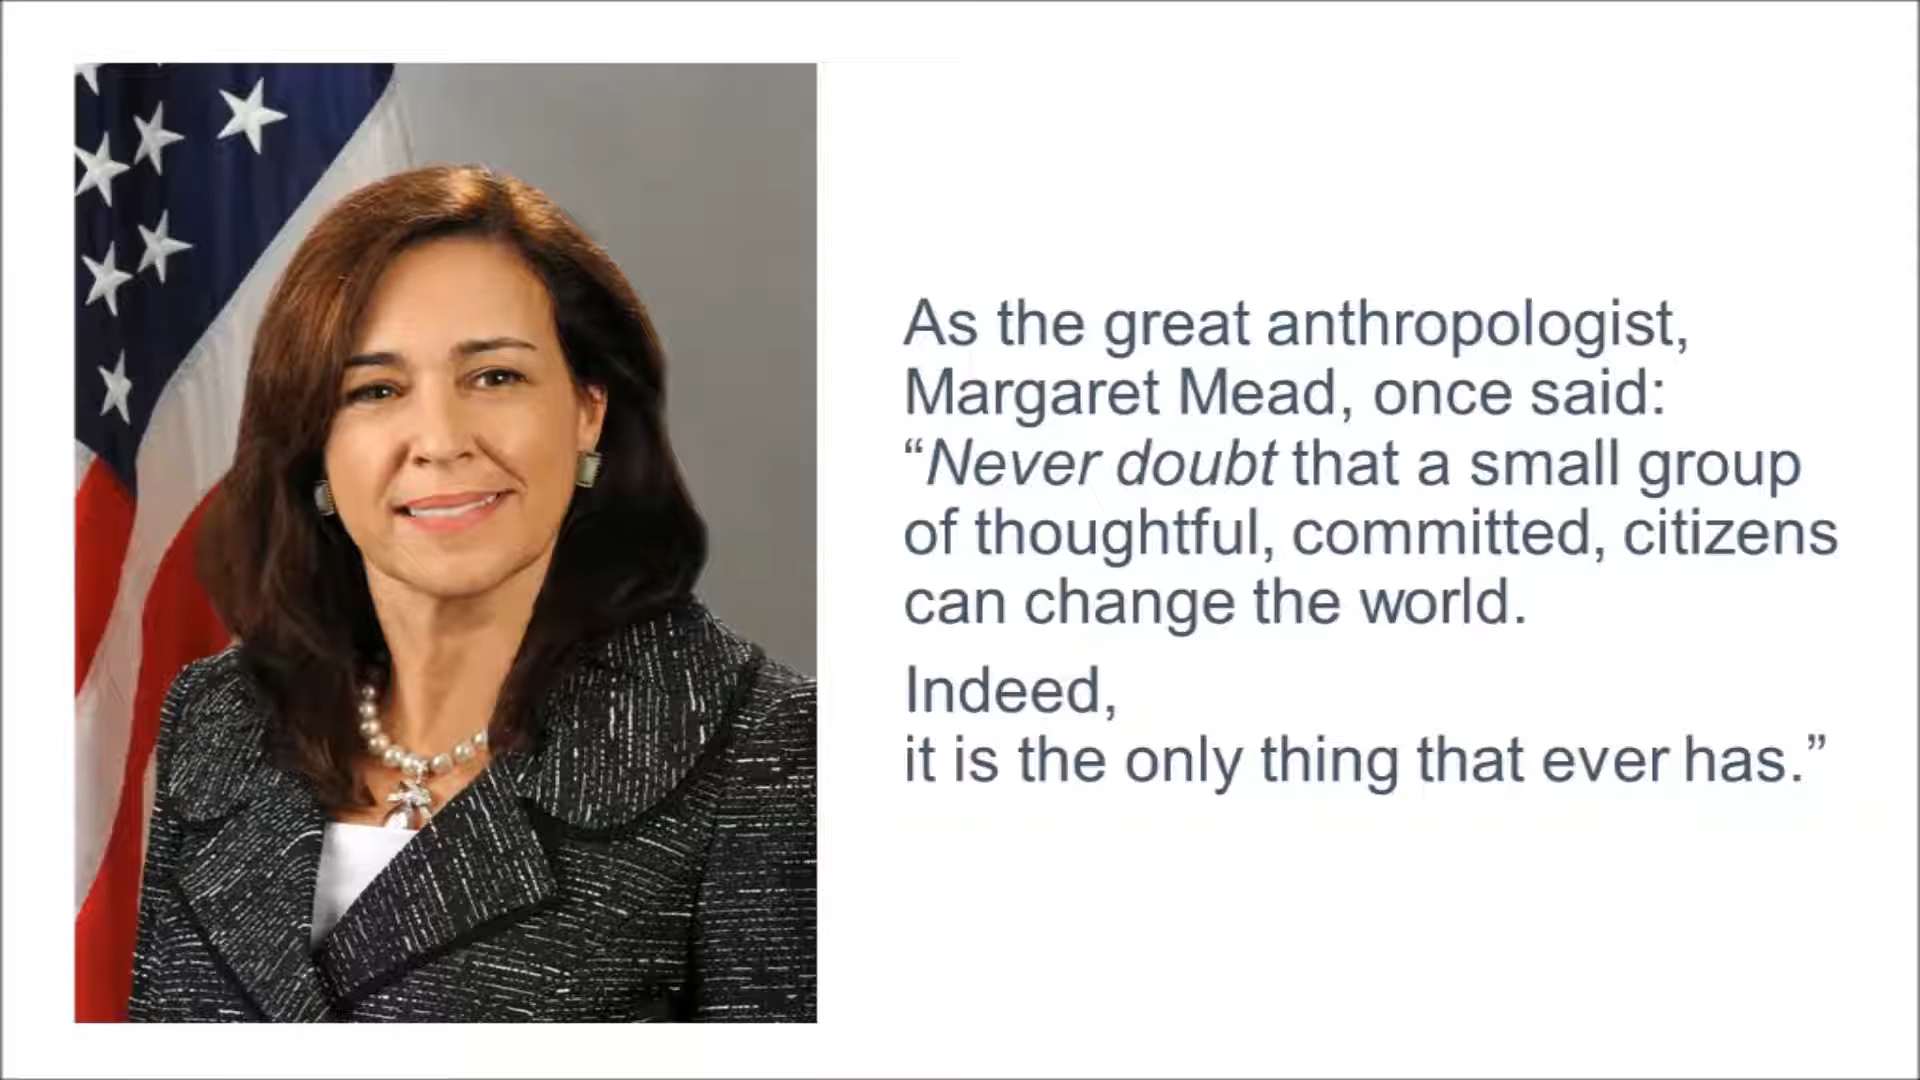 As the great anthropologist,
Margaret Mead, once said:
“Never doubt that a small group
of thoughtful, committed, citizens
can change the world.
Indeed,
it is the only thing that ever has.”